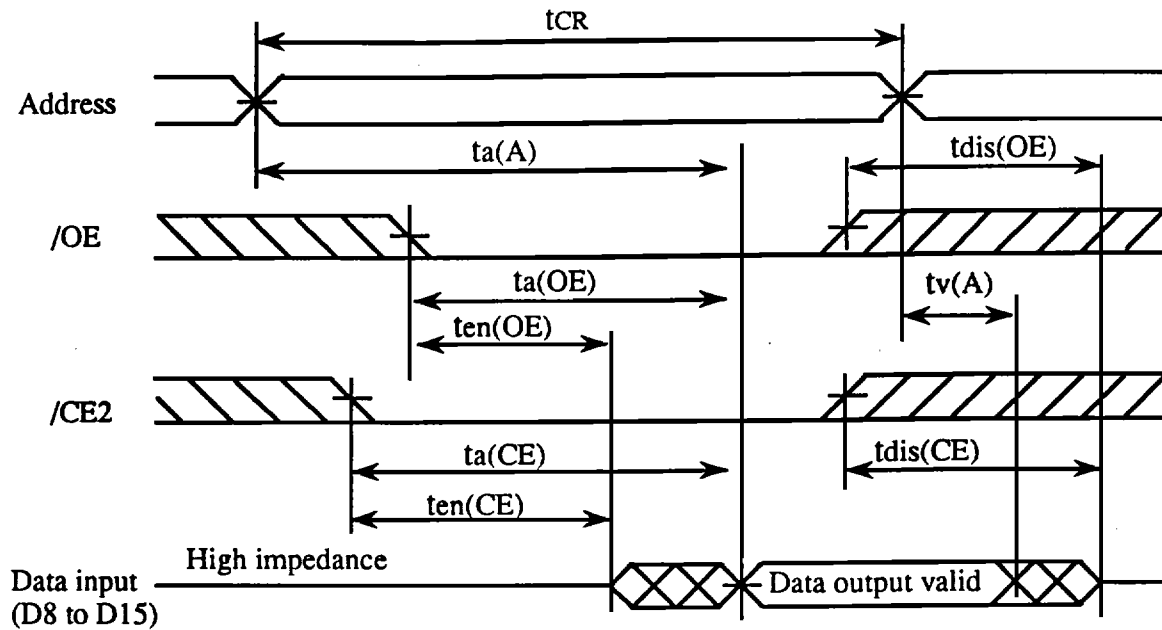 tCR
Address
ta(A)
tdis(OE)
/OE
ta(OE)
tv(A)
ten(OE)
/CE2
ta(CE)
tdis(CE)
ten(CE)
High impedance
Data input
(D8 to D15)
Data output valid